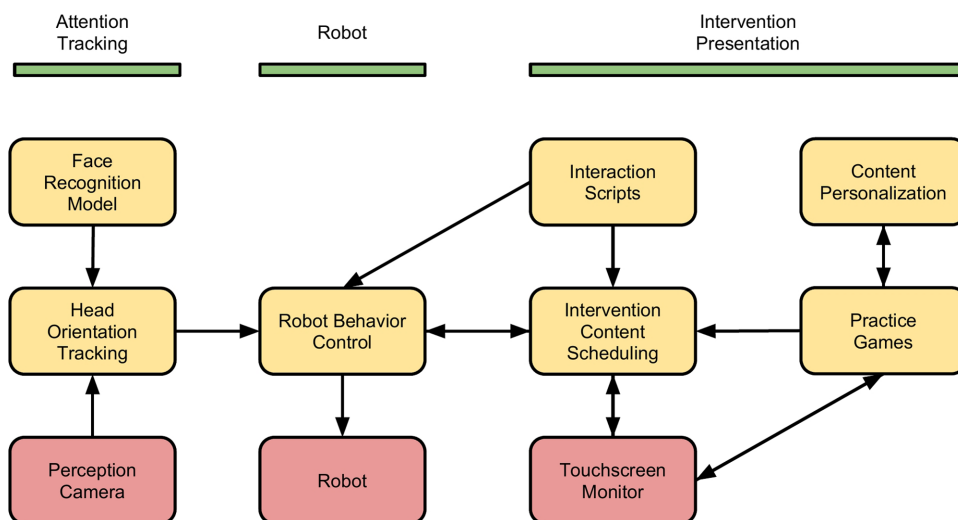 Attention
Tracking
Robot
Intervention
Presentation
Face
Recognition
Model
Interaction
Scripts
Content
Personalization
Head
Orientation
Tracking
Robot Behavior
Control
Intervention
Content
Scheduling
Practice
Games
Perception
Camera
Robot
Touchscreen
Monitor